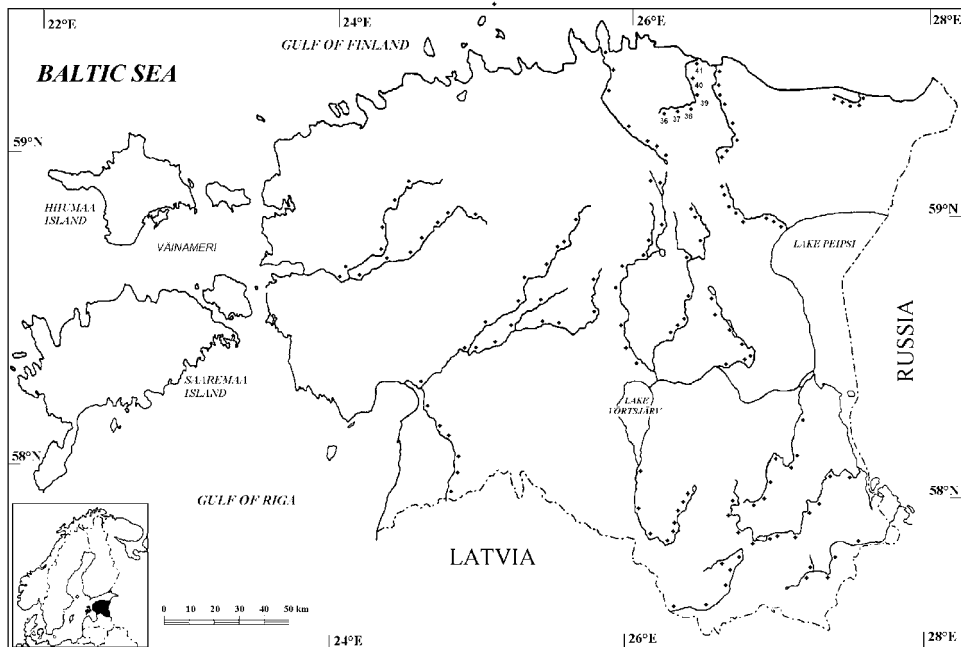 22°E
24°E
26°E
28°E
GULF OF FINLAND
BALTIC SEA
41
40
39
36 37 38
59°N
HIIUMAA
ISLAND
VÄINAMERI
59°N
LAKE PEIPSI
RUSSIA
SAAREMAA
ISLAND
LAKE
VÕRTSJÄRV
58°N
GULF OF RIGA
58°N
LATVIA
0 10 20 30 40 50 km
24°E
26°E
28°E